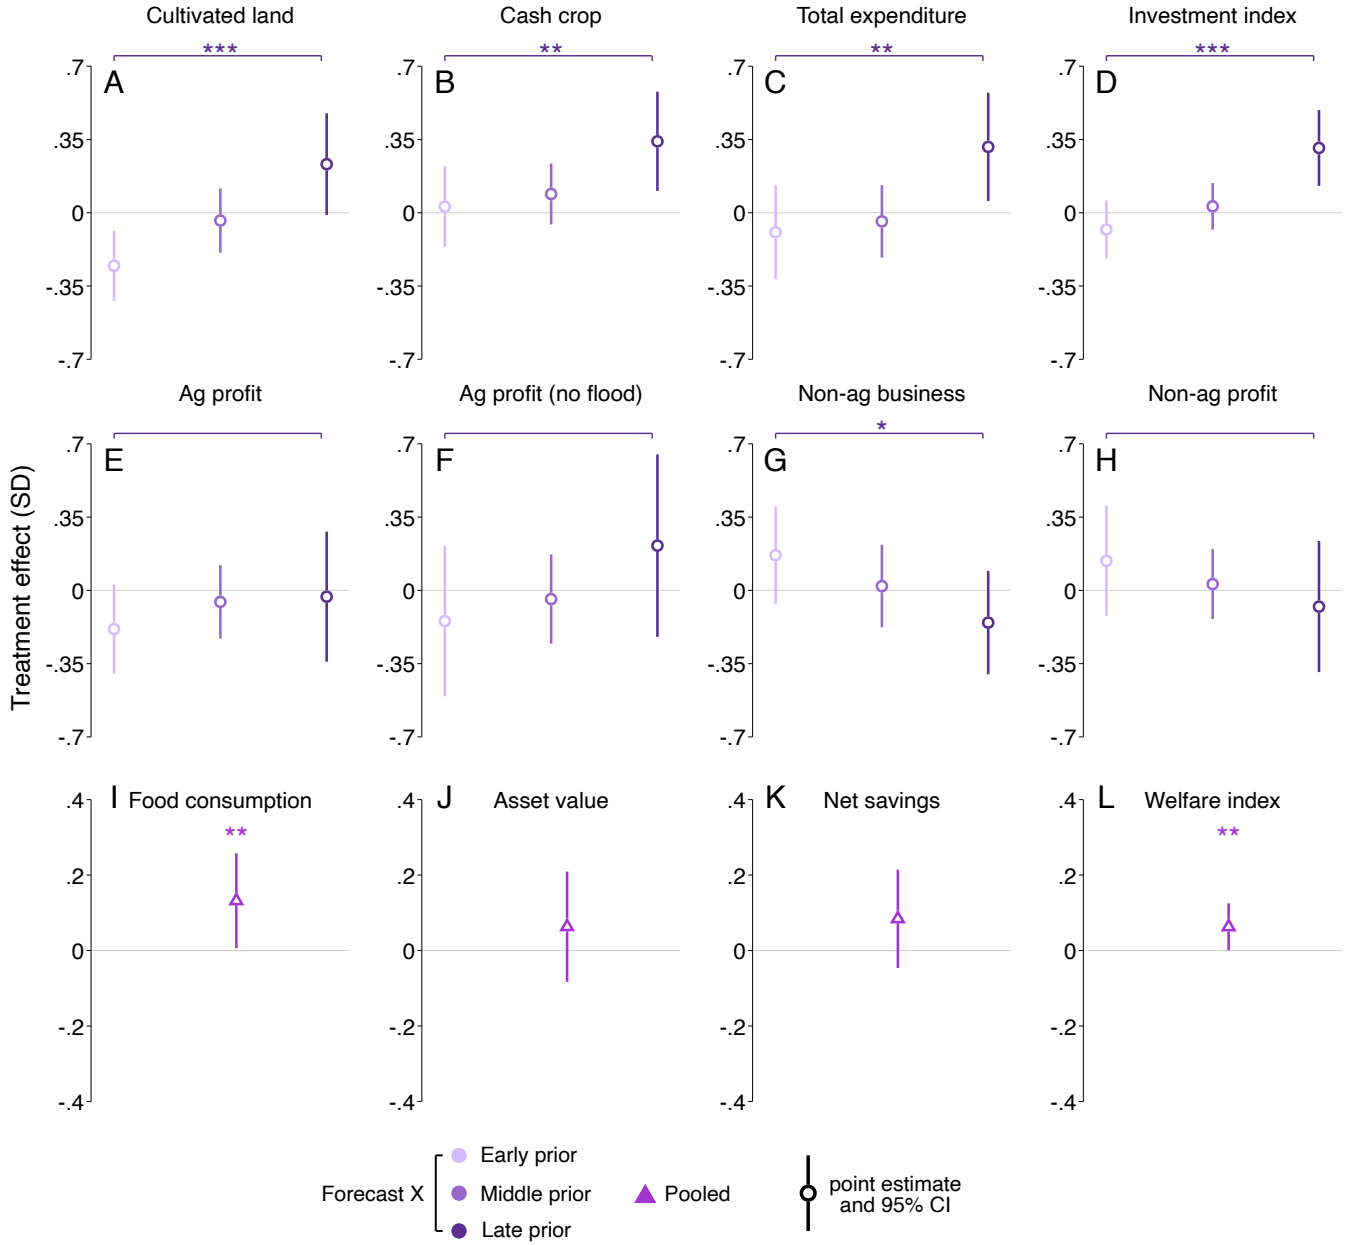 Cultivated land
Cash crop
Total expenditure
Investment index
***
**
**
***
A
B
C
D
.7
.35
0
-.35
-.7
.7
.35
0
-.35
-.7
.7
.35
0
-.35
-.7
.7
.35
0
-.35
-.7
Treatment effect (SD)
Ag profit
Ag profit (no flood)
Non-ag business
Non-ag profit
*
E
F
G
H
.7
.35
0
-.35
-.7
.7
.35
0
-.35
-.7
.7
.35
0
-.35
-.7
.7
.35
0
-.35
-.7
I Food consumption
J Asset value
K Net savings
L Welfare index
**
**
.4
.2
0
-.2
-.4
.4
.2
0
-.2
-.4
.4
.2
0
-.2
-.4
.4
.2
0
-.2
-.4
Forecast X
Early prior
Middle prior
Late prior
Pooled
point estimate
and 95% CI